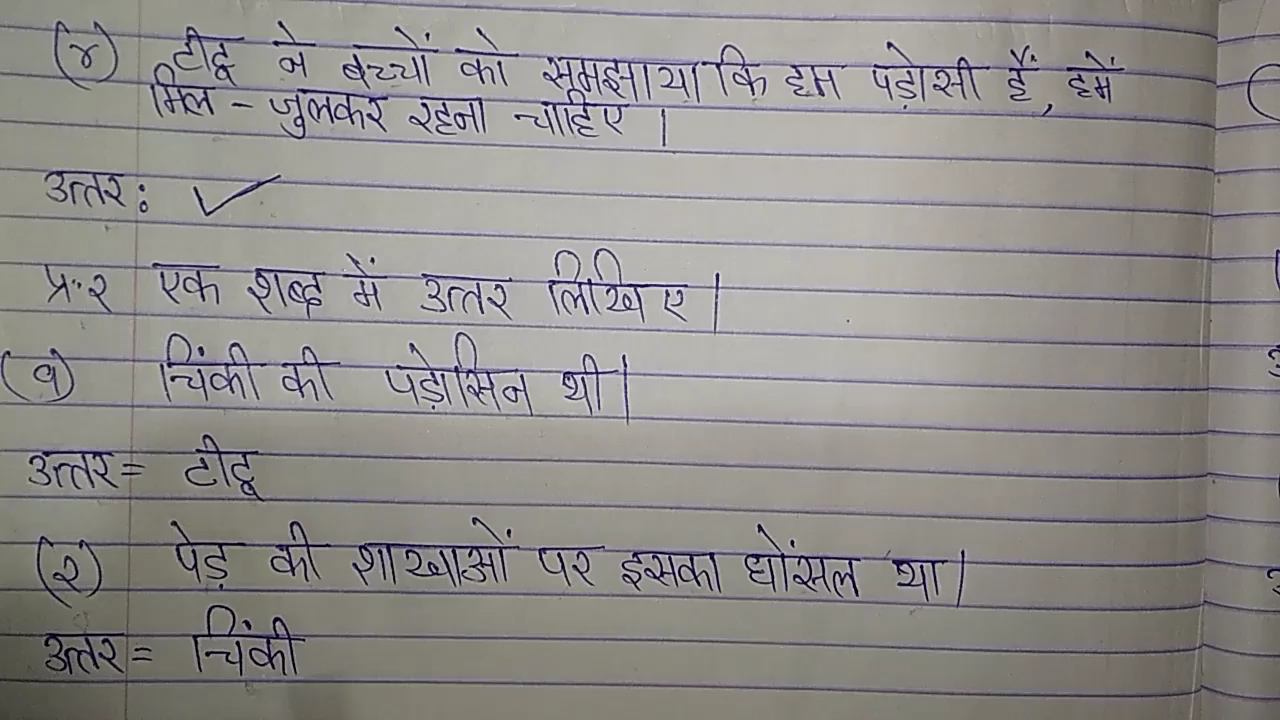 (४) टीटू ने बच्चों को समझाया कि हम पड़ोसी हैं, हमें
मिल - जुलकर रहना चाहिए ।
उत्तर: ✓
प्र.२ एक शब्द में उत्तर लिखिए ।
(१) चिंकी की पड़ोसिन थी ।
उत्तर = टीटू
(२) पेड़ की शाखाओं पर इसका घोंसल था ।
उत्तर = चिंकी